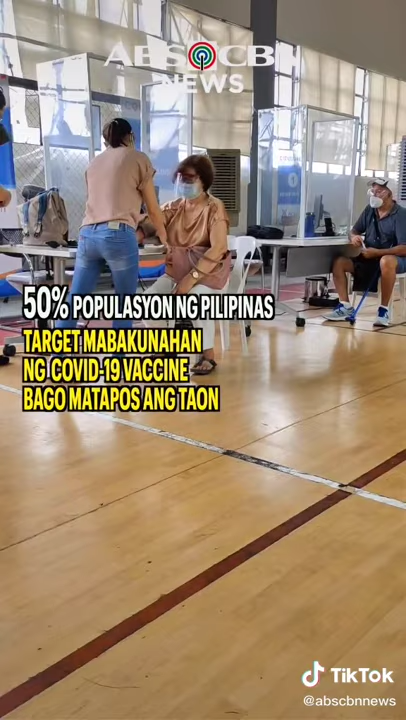 ABS CBN
NEWS
50% POPULASYON NG PILIPINAS
TARGET MABAKUNAHAN
NG COVID-19 VACCINE
BAGO MATAPOS ANG TAON
TikTok
@abscbnnews